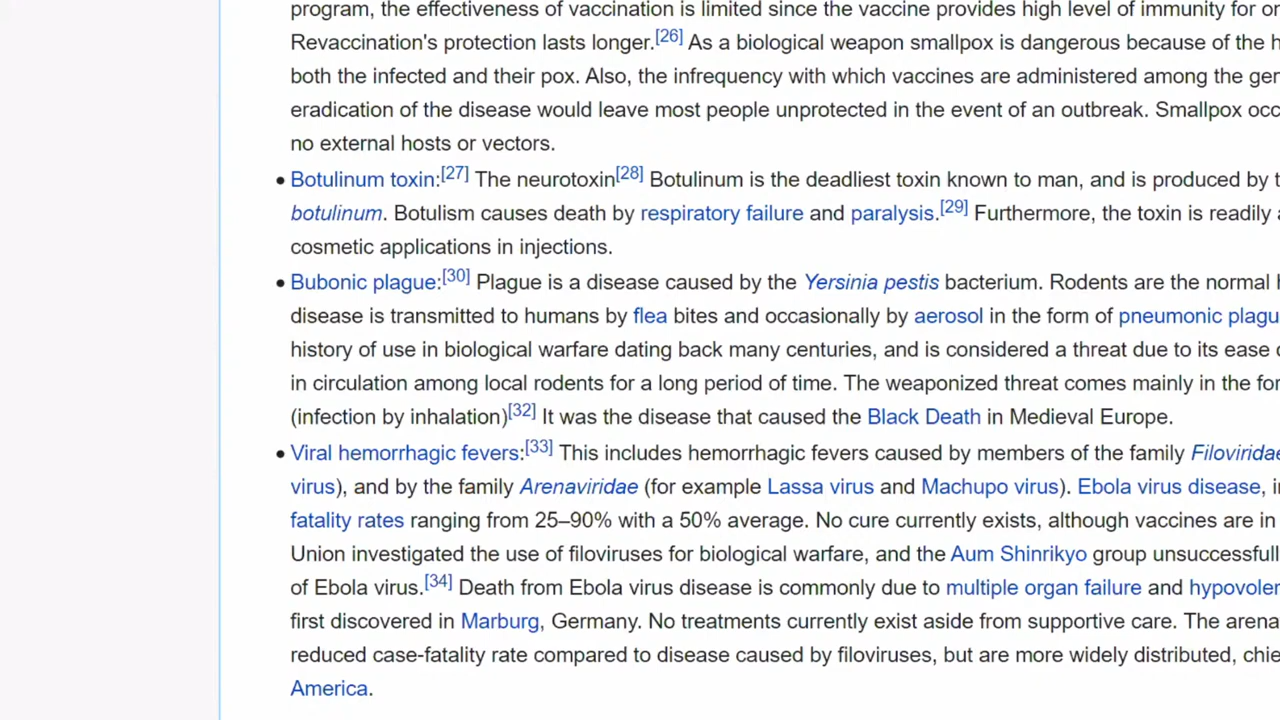 program, the effectiveness of vaccination is limited since the vaccine provides high level of immunity for
Revaccination's protection lasts longer.[26] As a biological weapon smallpox is dangerous because of the
both the infected and their pox. Also, the infrequency with which vaccines are administered among the
eradication of the disease would leave most people unprotected in the event of an outbreak. Smallpox
no external hosts or vectors.
• Botulinum toxin:[27] The neurotoxin[28] Botulinum is the deadliest toxin known to man, and is produced by
botulinum. Botulism causes death by respiratory failure and paralysis.[29] Furthermore, the toxin is readily
cosmetic applications in injections.
• Bubonic plague:[30] Plague is a disease caused by the Yersinia pestis bacterium. Rodents are the normal
disease is transmitted to humans by flea bites and occasionally by aerosol in the form of pneumonic
history of use in biological warfare dating back many centuries, and is considered a threat due to its ease
in circulation among local rodents for a long period of time. The weaponized threat comes mainly in the
(infection by inhalation)[32] It was the disease that caused the Black Death in Medieval Europe.
• Viral hemorrhagic fevers:[33] This includes hemorrhagic fevers caused by members of the family Filoviridae
virus), and by the family Arenaviridae (for example Lassa virus and Machupo virus). Ebola virus disease,
fatality rates ranging from 25–90% with a 50% average. No cure currently exists, although vaccines are in
Union investigated the use of filoviruses for biological warfare, and the Aum Shinrikyo group
of Ebola virus.[34] Death from Ebola virus disease is commonly due to multiple organ failure and
first discovered in Marburg, Germany. No treatments currently exist aside from supportive care. The
reduced case-fatality rate compared to disease caused by filoviruses, but are more widely distributed,
America.